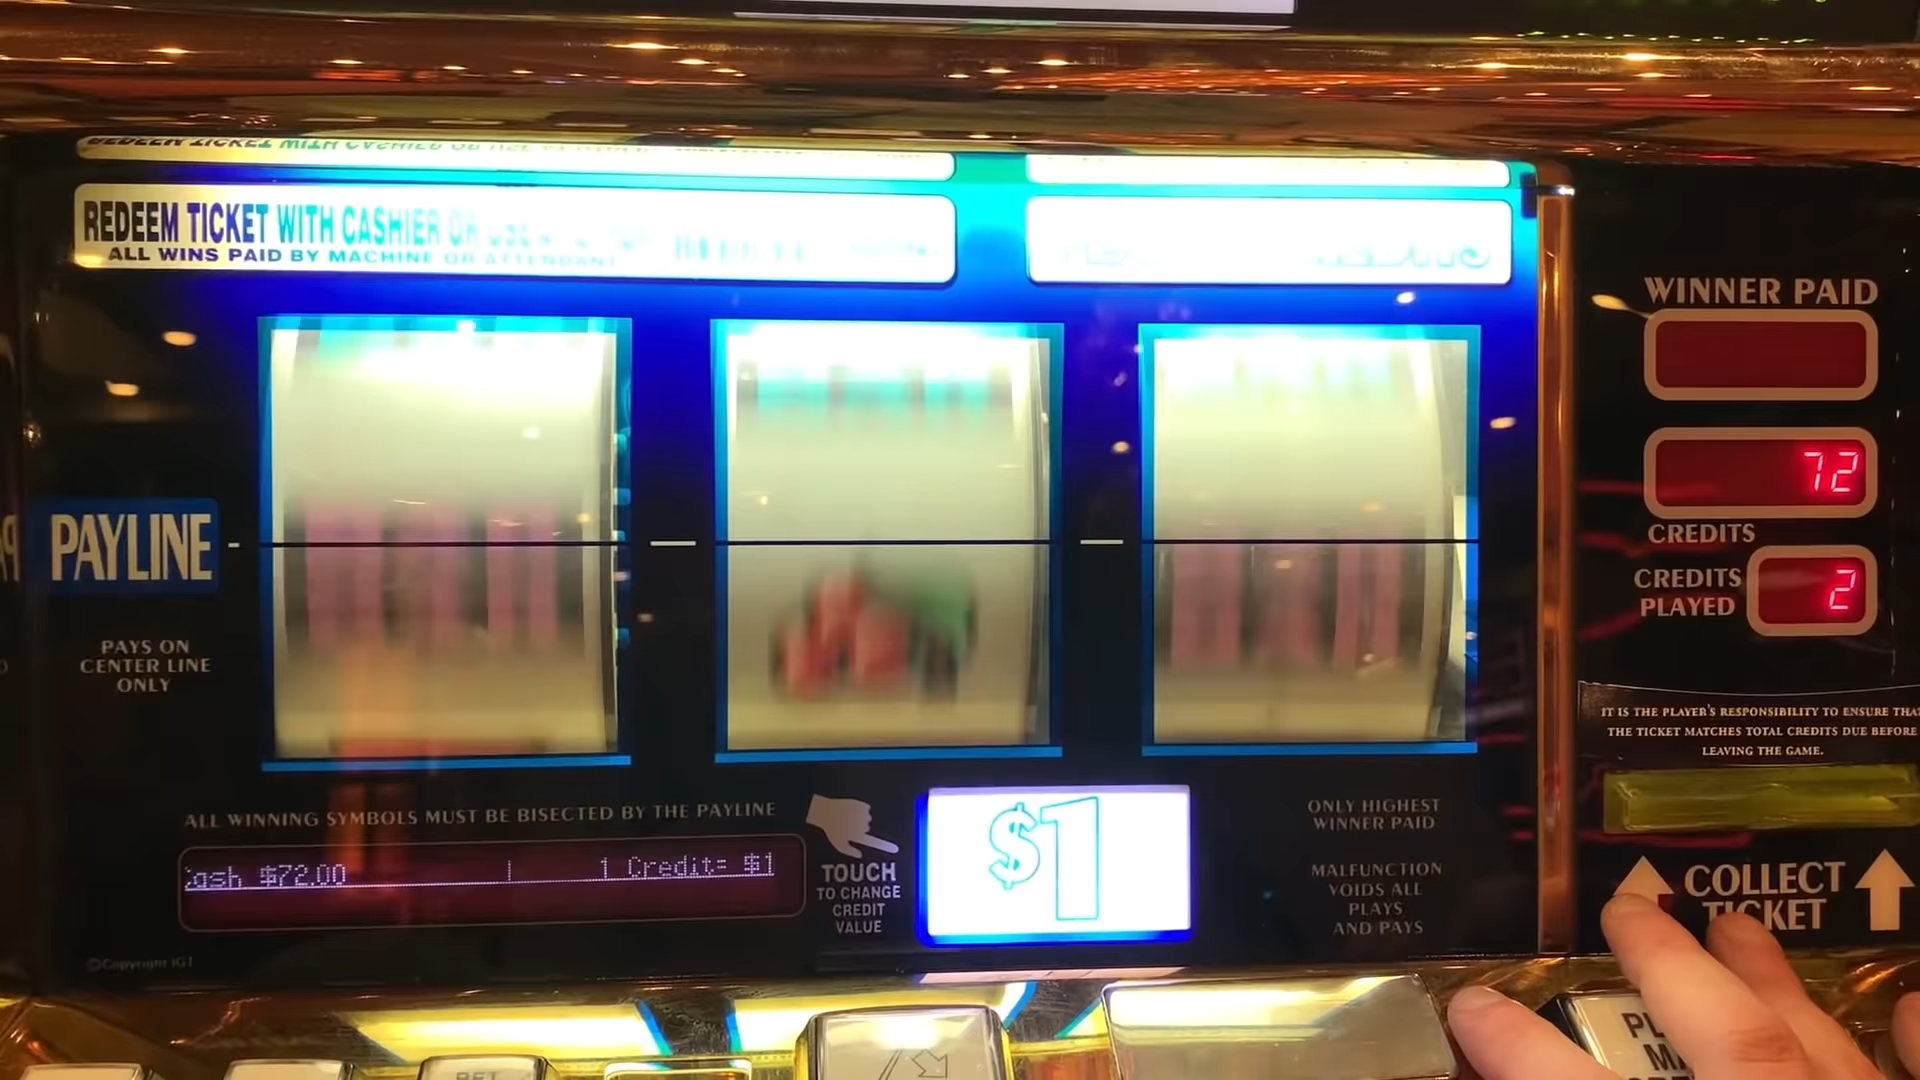 REDEEM TICKET WITH CASHIER OR
ALL WINS PAID BY MACHINE OR ATTENDANT
WINNER PAID
72
CREDITS
CREDITS
PLAYED
2
PAYLINE
PAYS ON
CENTER LINE
ONLY
IT IS THE PLAYER'S RESPONSIBILITY TO ENSURE THAT
THE TICKET MATCHES TOTAL CREDITS DUE BEFORE
LEAVING THE GAME.
ALL WINNING SYMBOLS MUST BE BISECTED BY THE PAYLINE
Cash $72.00 | 1 Credit= $1
TOUCH
TO CHANGE
CREDIT
VALUE
$1
ONLY HIGHEST
WINNER PAID
MALFUNCTION
VOIDS ALL
PLAYS
AND PAYS
COLLECT
TICKET
©Copyright IGT
BET